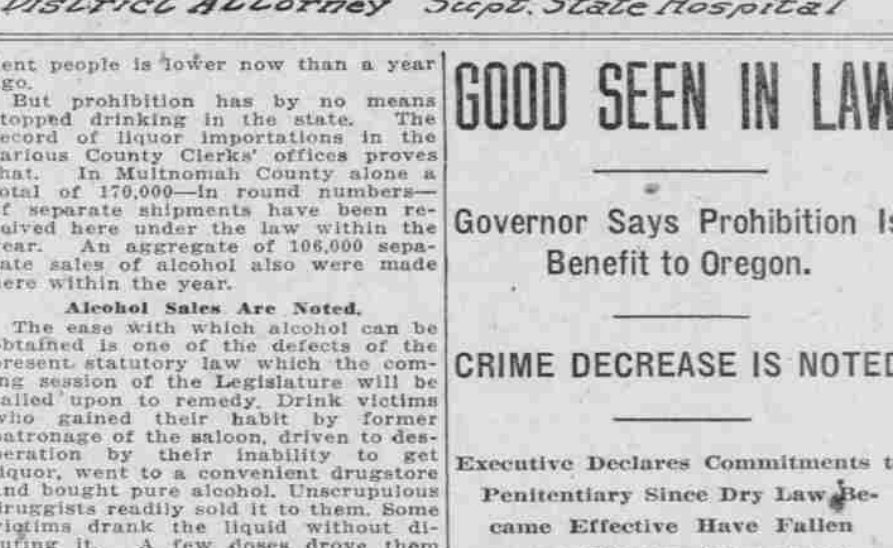 District Attorney Supt. State Hospital
ent people is lower now than a year
go.
But prohibition has by no means
topped drinking in the state. The
ecord of liquor importations in the
arious County Clerks' offices proves
hat. In Multnomah County alone a
otal of 170,000—in round numbers—
f separate shipments have been re-
eived here under the law within the
ear. An aggregate of 106,000 sepa-
ate sales of alcohol also were made
ere within the year.
Alcohol Sales Are Noted.
The ease with which alcohol can be
btained is one of the defects of the
resent statutory law which the com-
ng session of the Legislature will be
alled upon to remedy. Drink victims
who gained their habit by former
atronage of the saloon, driven to des-
eration by their inability to get
iquor, went to a convenient drugstore
nd bought pure alcohol. Unscrupulous
ruggists readily sold it to them. Some
victims drank the liquid without di-
uting it. A few doses drove them
GOOD SEEN IN LAW
Governor Says Prohibition Is
Benefit to Oregon.
CRIME DECREASE IS NOTED
Executive Declares Commitments t
Penitentiary Since Dry Law Be-
came Effective Have Fallen